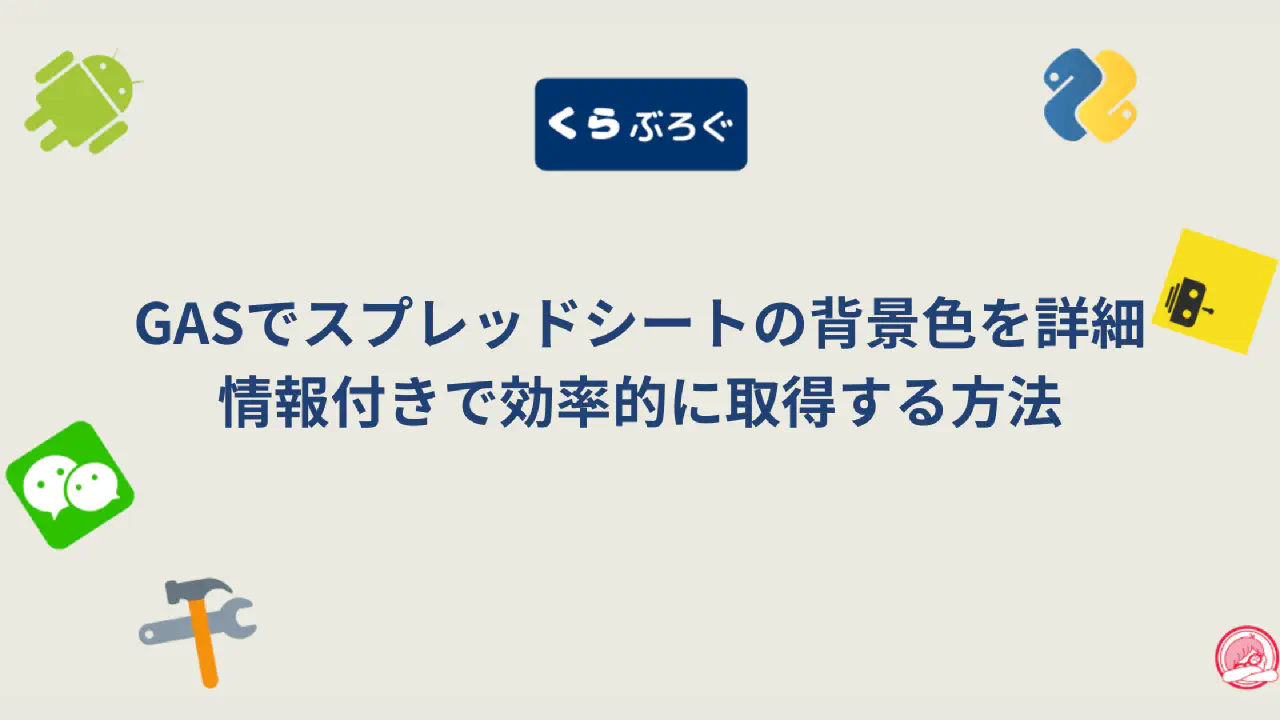 くらぶろぐ
GASでスプレッドシートの背景色を詳細
情報付きで効率的に取得する方法